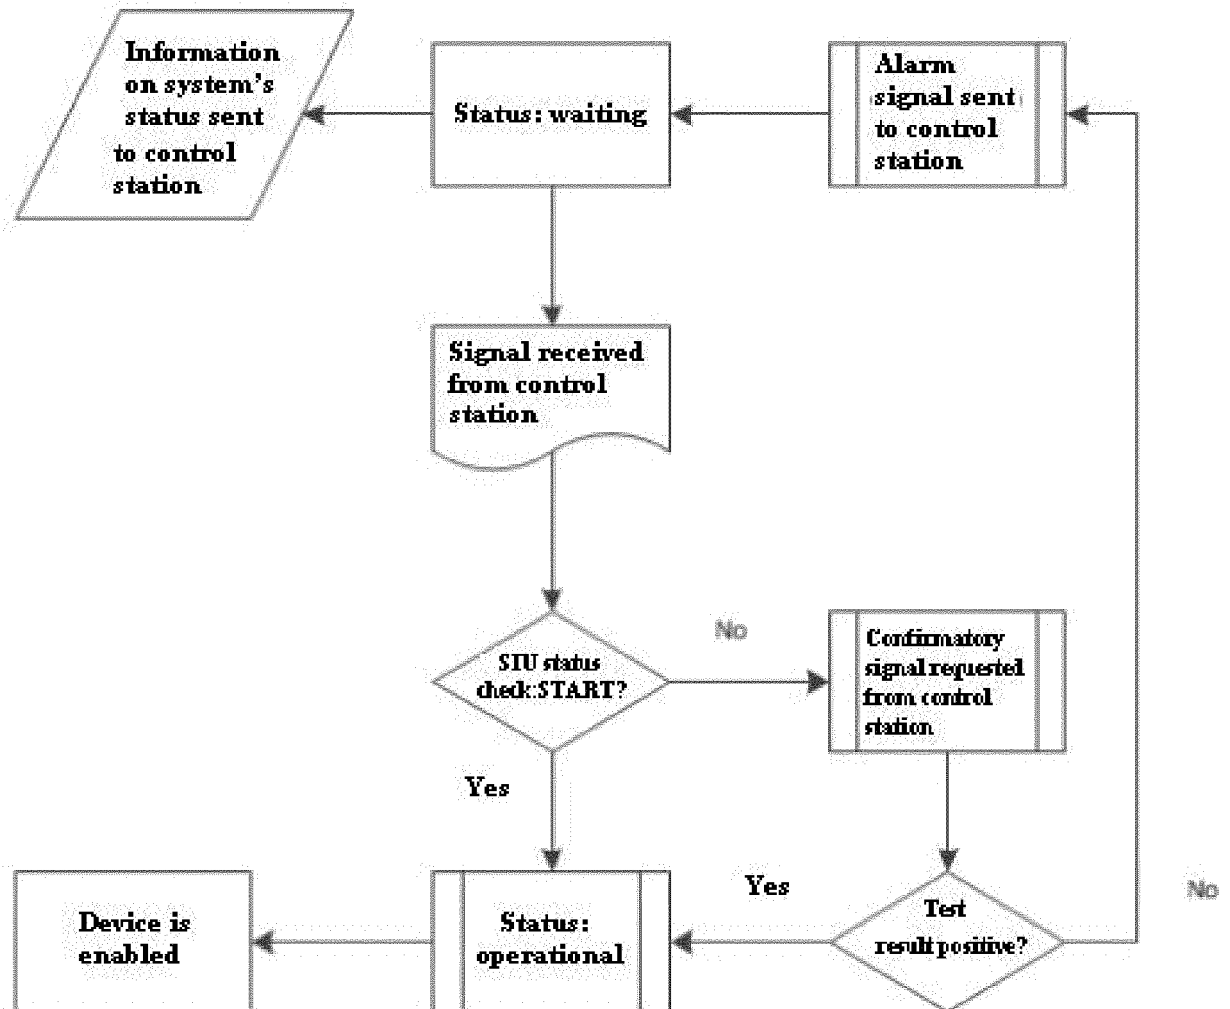 Information
on system's
status sent
to control
station
Status: waiting
Alarm
signal sent
to control
station
Signal received
from control
station
STU status
check:START?
No
Confirmatory
signal requested
from control
station
Yes
Device is
enabled
Status:
operational
Yes
Test
result positive?
No